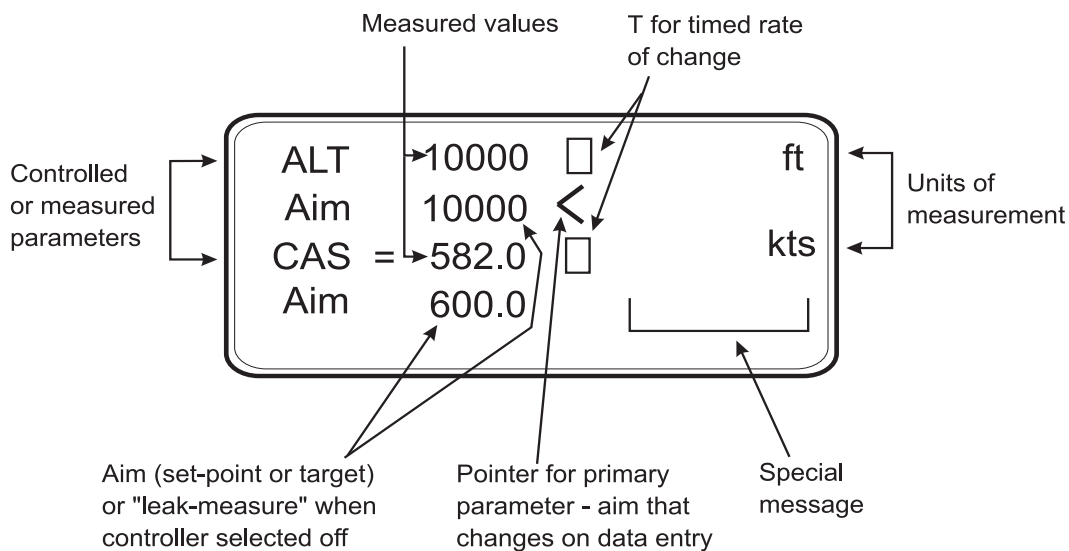 Measured values
T for timed rate
of change
Controlled
or measured
parameters
ALT 10000 ft
Aim 10000 <
CAS = 582.0 kts
Aim 600.0
Units of
measurement
Aim (set-point or target)
or "leak-measure" when
controller selected off
Pointer for primary
parameter - aim that
changes on data entry
Special
message